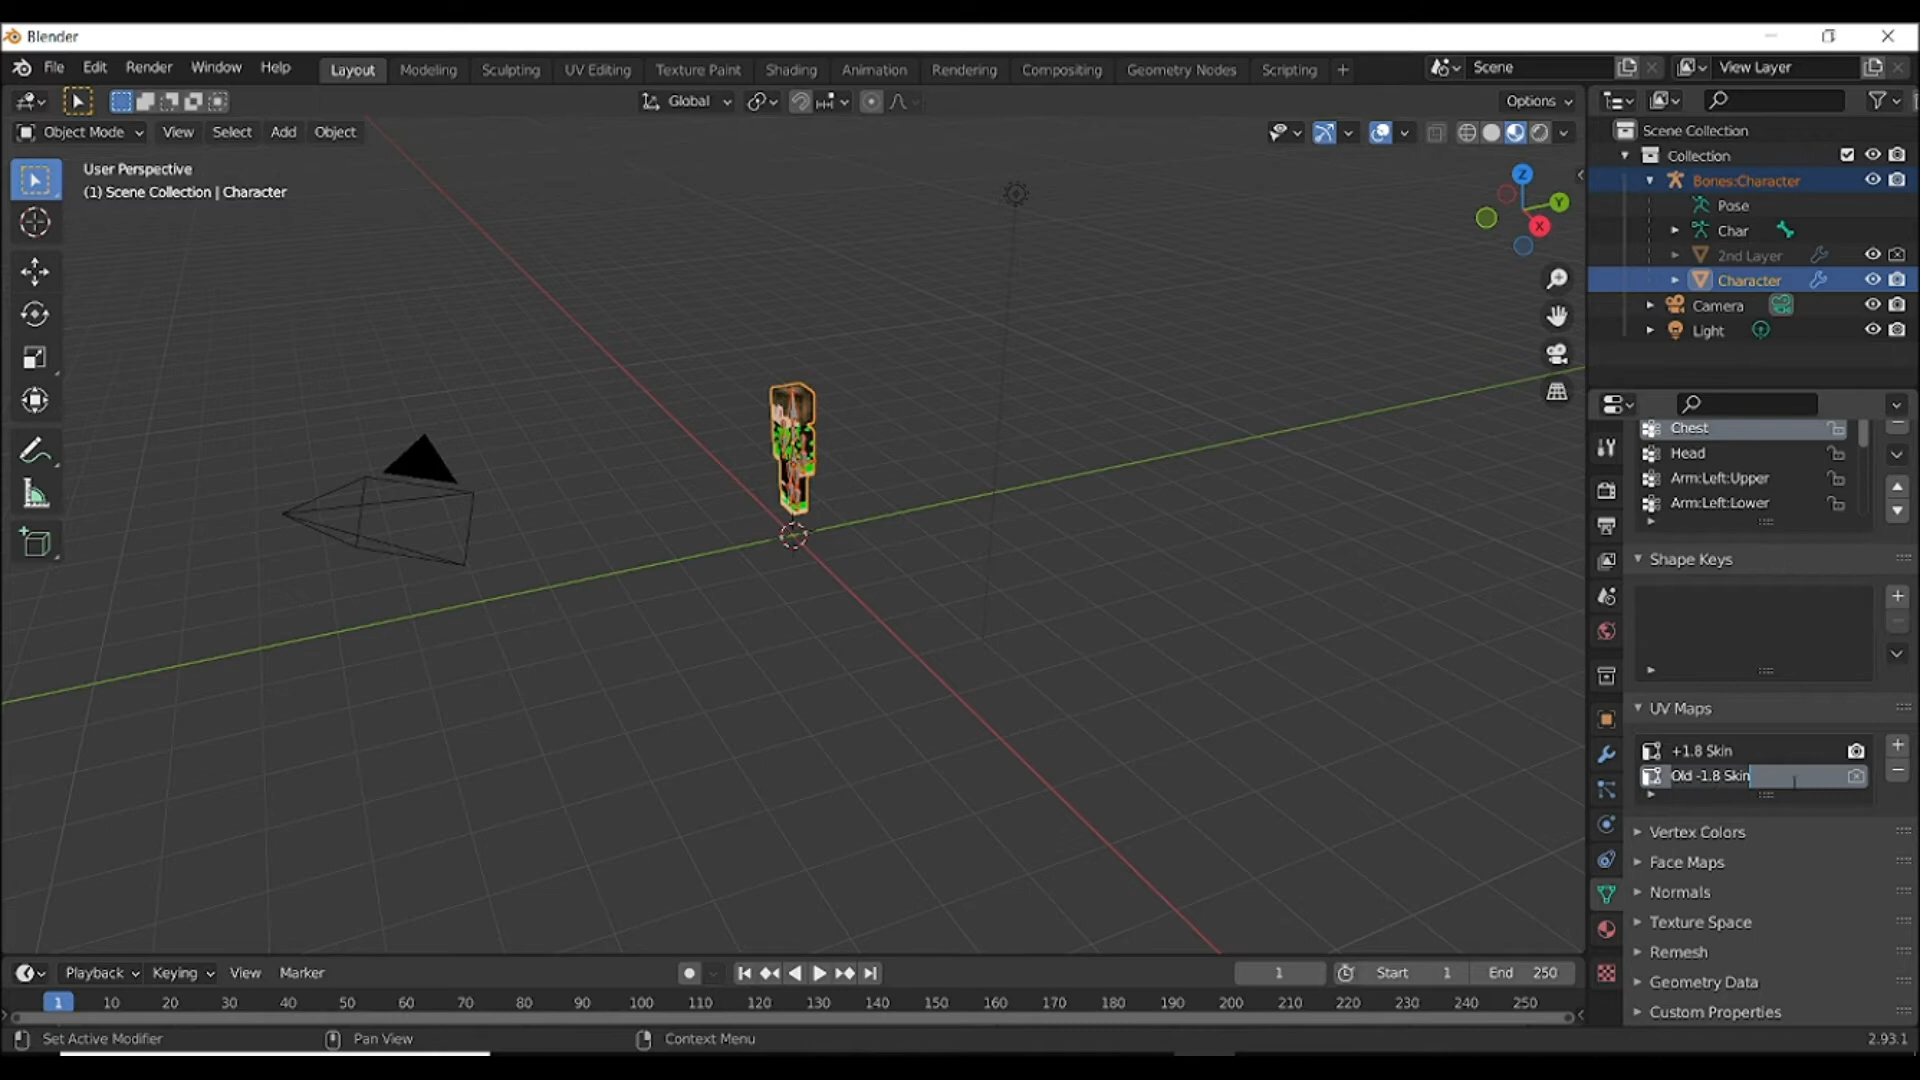 Blender
File Edit Render Window Help Layout Modeling Sculpting UV Editing Texture Paint Shading Animation Rendering Compositing Geometry Nodes Scripting + Scene View Layer
Global Options
Object Mode View Select Add Object
User Perspective
(1) Scene Collection | Character
Z
Y
X
Scene Collection
Collection
Bones:Character
Pose
Char
2nd Layer
Character
Camera
Light
Chest
Head
Arm:Left:Upper
Arm:Left:Lower
Shape Keys
UV Maps
+1.8 Skin
Old -1.8 Skin
Vertex Colors
Face Maps
Normals
Texture Space
Remesh
Geometry Data
Custom Properties
Playback Keying View Marker 1 Start 1 End 250
1 10 20 30 40 50 60 70 80 90 100 110 120 130 140 150 160 170 180 190 200 210 220 230 240 250
Set Active Modifier Pan View Context Menu 2.93.1